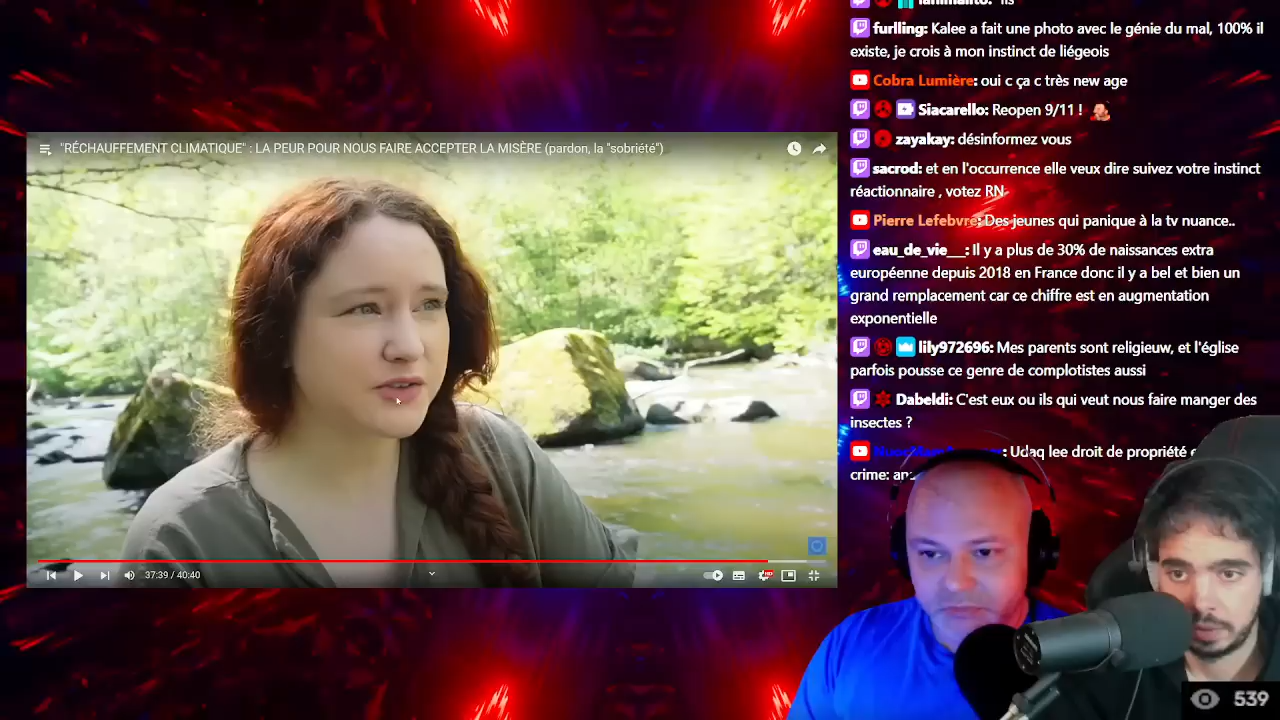 "RÉCHAUFFEMENT CLIMATIQUE" : LA PEUR POUR NOUS FAIRE ACCEPTER LA MISÈRE (pardon, la "sobriété")
37:39 / 40:40
furlling: Kalee a fait une photo avec le génie du mal, 100% il
existe, je crois à mon instinct de liégeois
Cobra Lumière: oui c ça c très new age
Siacarello: Reopen 9/11 !
zayakay: désinformez vous
sacrod: et en l'occurrence elle veux dire suivez votre instinct
réactionnaire , votez RN
Pierre Lefebvre: Des jeunes qui panique à la tv nuance..
eau_de_vie__: Il y a plus de 30% de naissances extra
européenne depuis 2018 en France donc il y a bel et bien un
grand remplacement car ce chiffre est en augmentation
exponentielle
lily972696: Mes parents sont religieuw, et l'église
parfois pousse ce genre de complotistes aussi
Dabeldi: C'est eux ou ils qui veut nous faire manger des
insectes ?
: Udaq lee droit de propriété
crime:
539